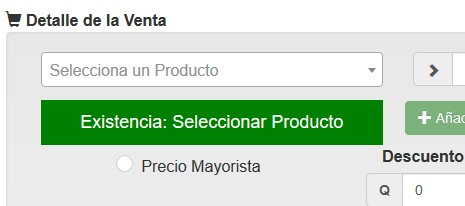 Detalle de la Venta
Selecciona un Producto
Existencia: Seleccionar Producto
Precio Mayorista
Descuento
Q 0